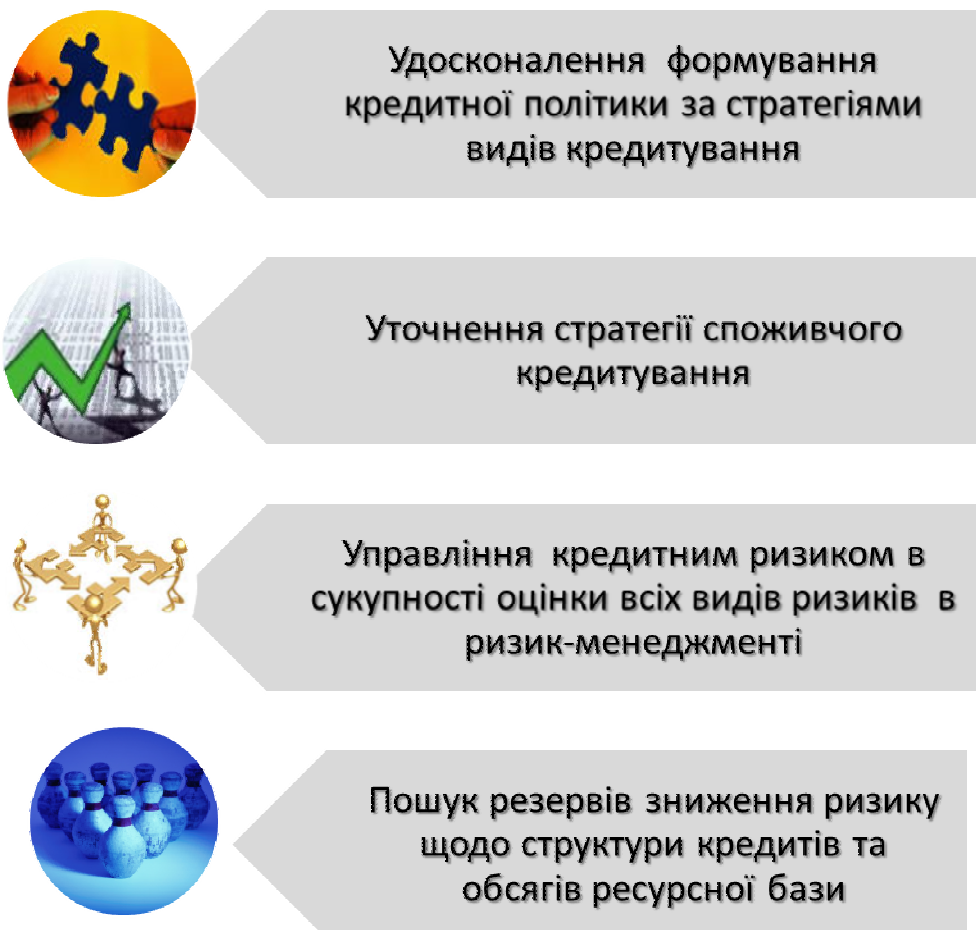 Удосконалення формування
кредитної політики за стратегіями
видів кредитування
Уточнення стратегії споживчого
кредитування
Управління кредитним ризиком в
сукупності оцінки всіх видів ризиків в
ризик-менеджменті
Пошук резервів зниження ризику
щодо структури кредитів та
обсягів ресурсної бази